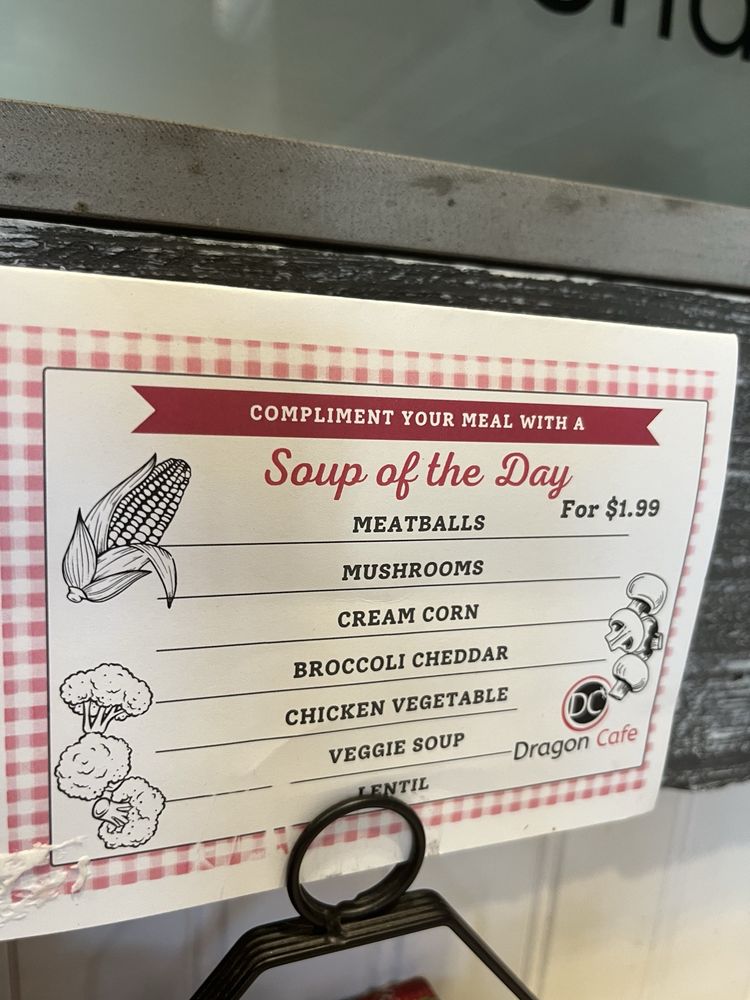 COMPLIMENT YOUR MEAL WITH A
Soup of the Day
For $1.99
MEATBALLS
MUSHROOMS
CREAM CORN
BROCCOLI CHEDDAR
CHICKEN VEGETABLE
VEGGIE SOUP
LENTIL
DC
Dragon Cafe